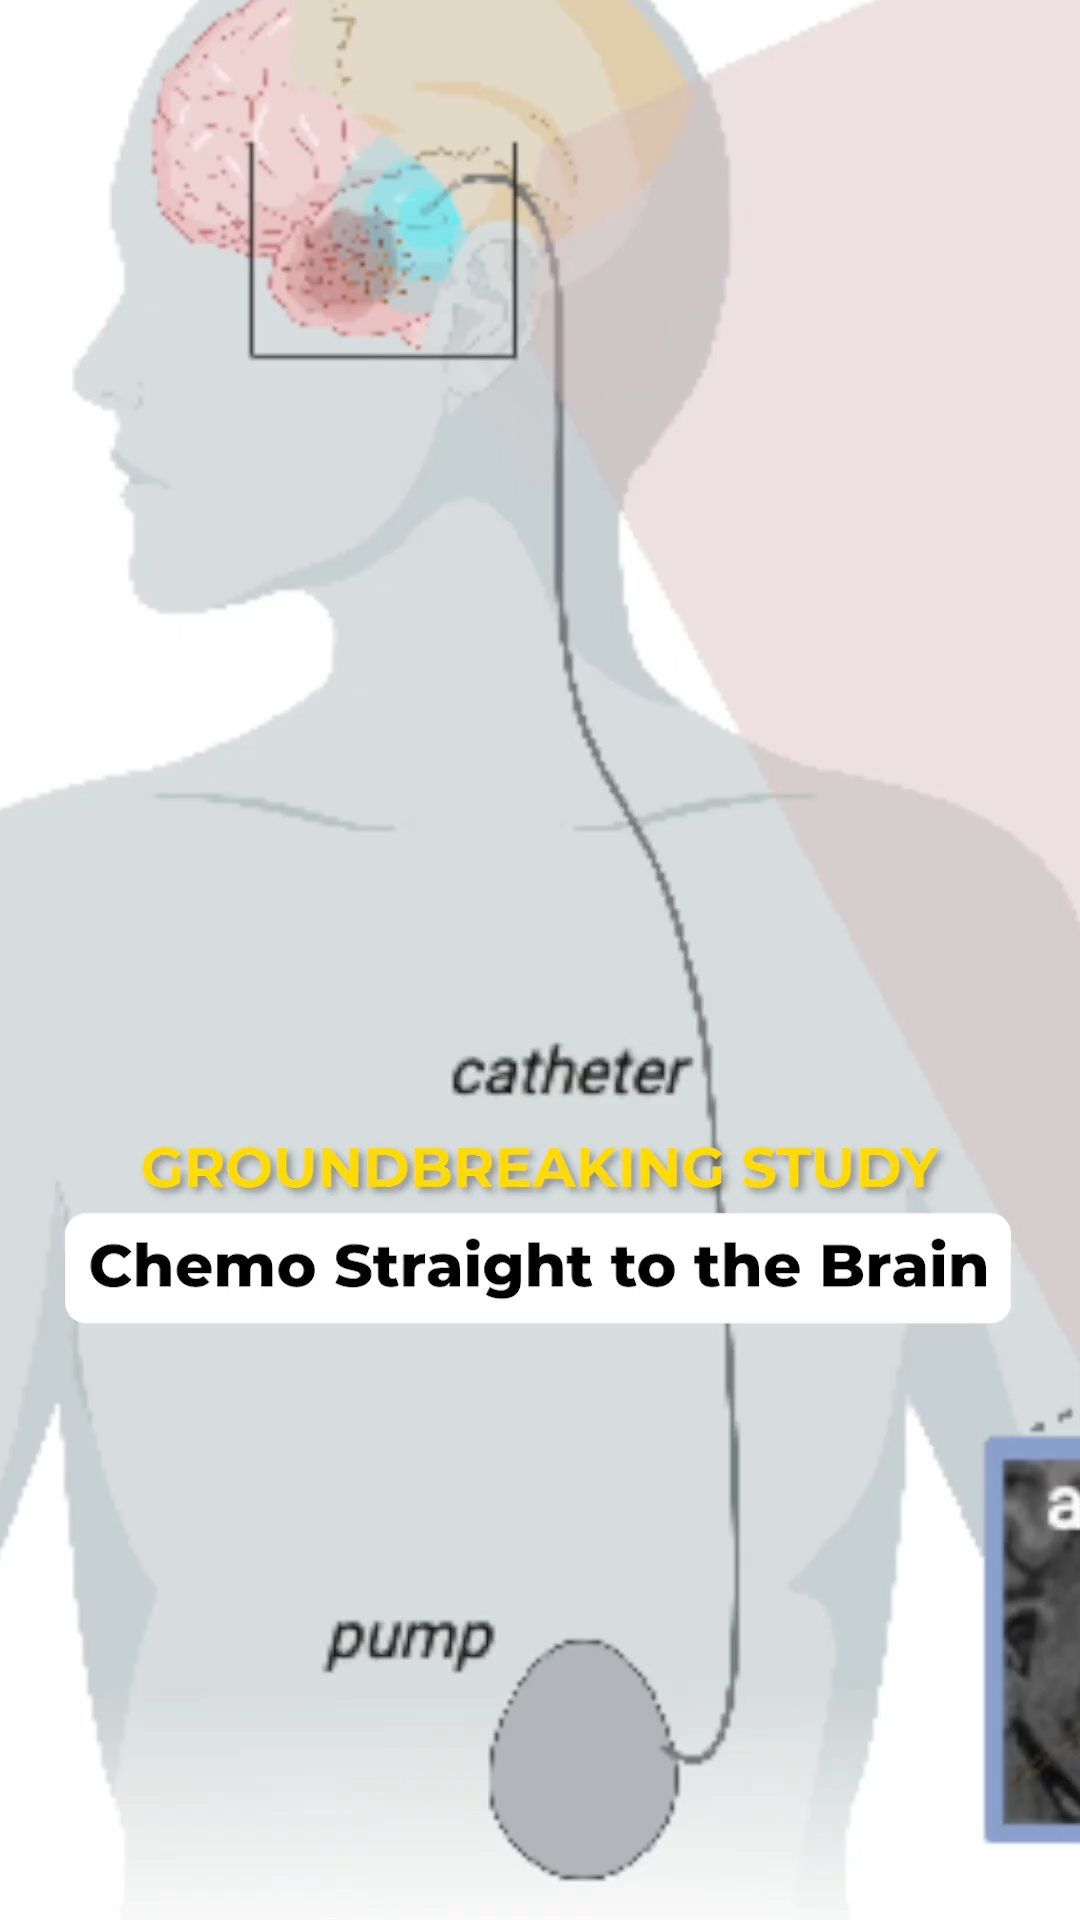 catheter
GROUNDBREAKING STUDY
Chemo Straight to the Brain
pump
a